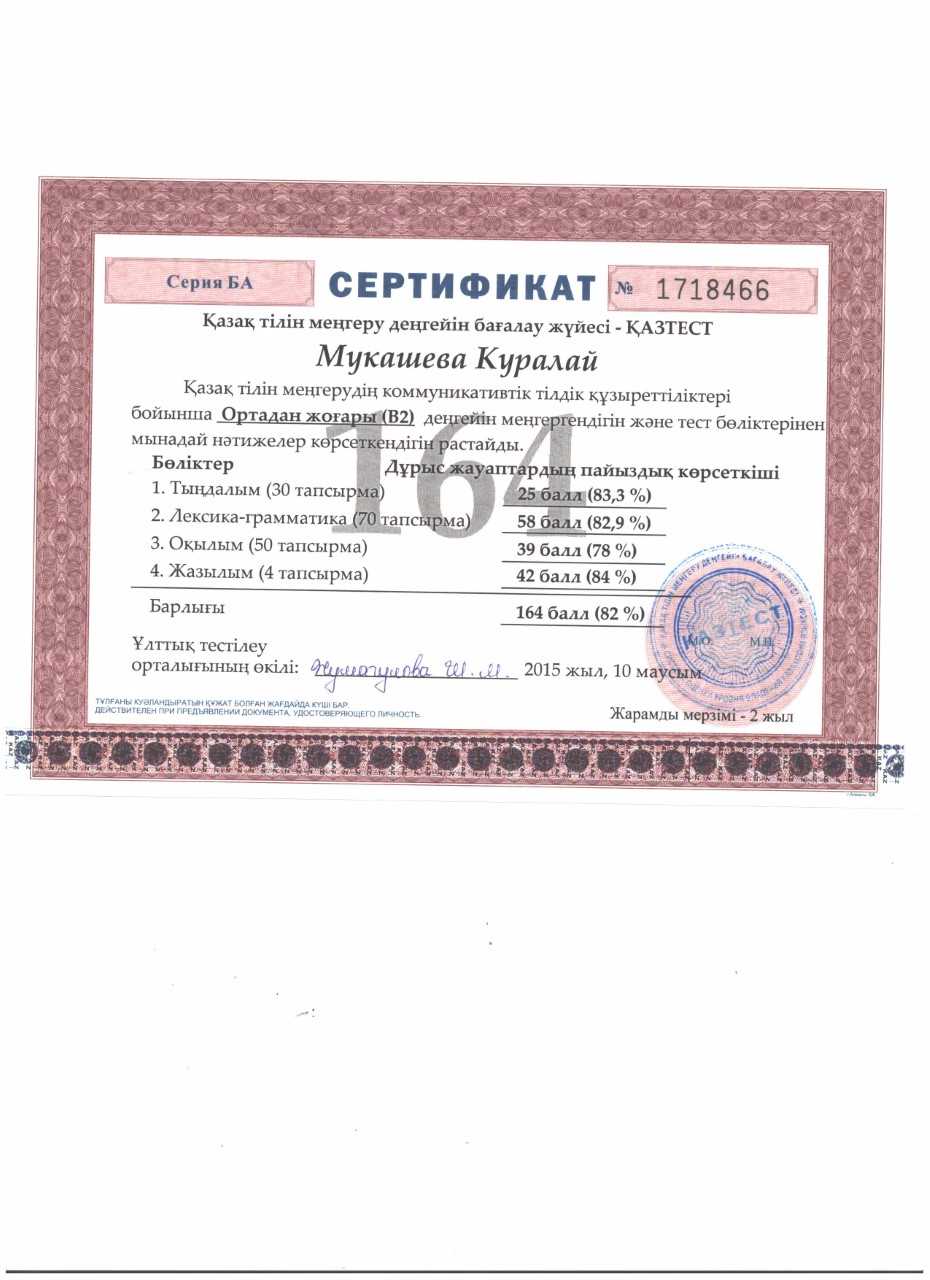 Серия БА
СЕРТИФИКАТ
№ 1718466
Қазақ тілін меңгеру деңгейін бағалау жүйесі - ҚАЗТЕСТ
Мукашева Куралай
Қазақ тілін меңгерудің коммуникативтік тілдік құзыреттіліктері
бойынша Ортадан жоғары (В2) деңгейін меңгергендігін және тест бөліктерінен
мынадай нәтижелер көрсеткендігін растайды.
164
Бөліктер Дұрыс жауаптардың пайыздық көрсеткіші
1. Тыңдалым (30 тапсырма) 25 балл (83,3 %)
2. Лексика-грамматика (70 тапсырма) 58 балл (82,9 %)
3. Оқылым (50 тапсырма) 39 балл (78 %)
4. Жазылым (4 тапсырма) 42 балл (84 %)
Барлығы 164 балл (82 %)
ҚАЗТЕСТ
М.О. М.П.
Ұлттық тестілеу
орталығының өкілі: Жумагулова Ш.М. 2015 жыл, 10 маусым
ТҰЛҒАНЫ КУӘЛАНДЫРАТЫН ҚҰЖАТ БОЛҒАН ЖАҒДАЙДА КҮШІ БАР.
ДЕЙСТВИТЕЛЕН ПРИ ПРЕДЪЯВЛЕНИИ ДОКУМЕНТА, УДОСТОВЕРЯЮЩЕГО ЛИЧНОСТЬ.
Жарамды мерзімі - 2 жыл